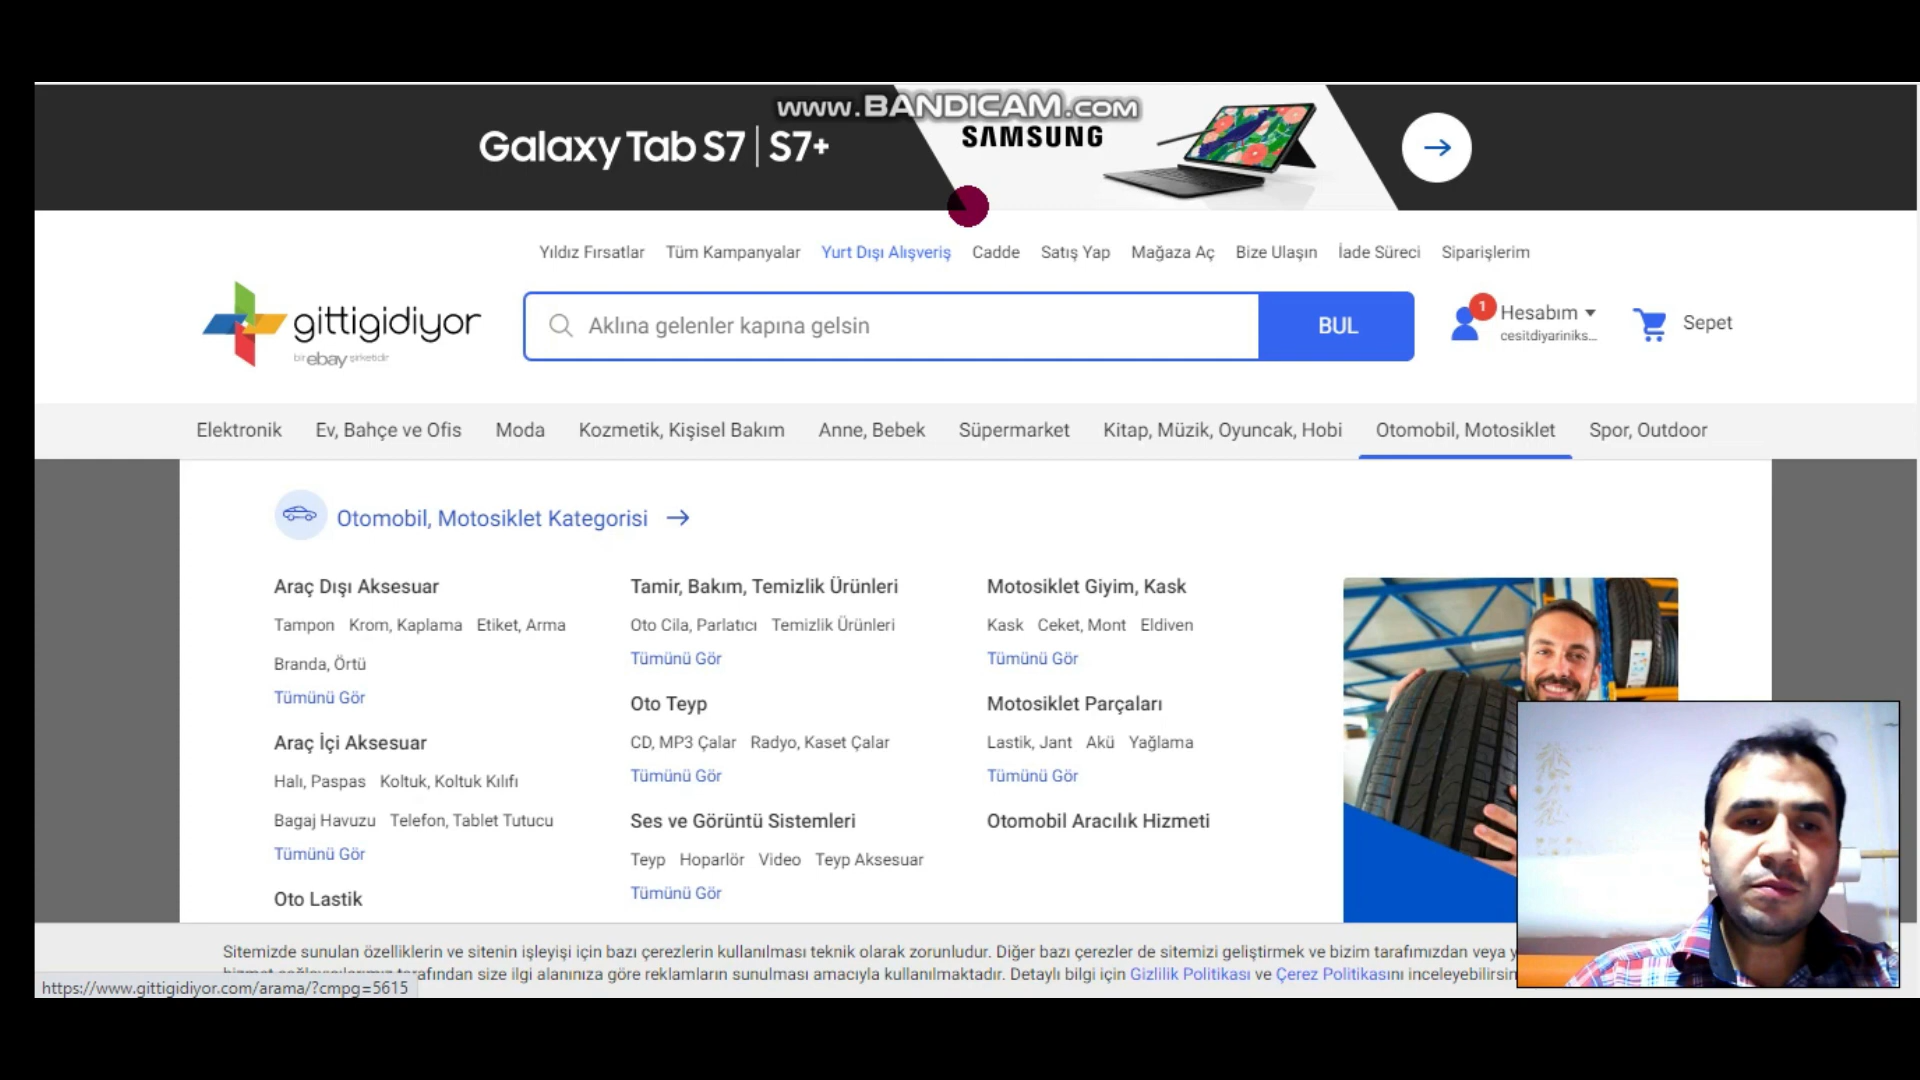 www.BANDICAM.com
Galaxy Tab S7 | S7+
SAMSUNG
Yıldız Fırsatlar Tüm Kampanyalar Yurt Dışı Alışveriş Cadde Satış Yap Mağaza Aç Bize Ulaşın İade Süreci Siparişlerim
gittigidiyor
bir ebay şirketidir
Aklına gelenler kapına gelsin
BUL
1
Hesabım
cesitdiyariniks...
Sepet
Elektronik Ev, Bahçe ve Ofis Moda Kozmetik, Kişisel Bakım Anne, Bebek Süpermarket Kitap, Müzik, Oyuncak, Hobi Otomobil, Motosiklet Spor, Outdoor
Otomobil, Motosiklet Kategorisi →
Araç Dışı Aksesuar
Tampon Krom, Kaplama Etiket, Arma
Branda, Örtü
Tümünü Gör
Araç İçi Aksesuar
Halı, Paspas Koltuk, Koltuk Kılıfı
Bagaj Havuzu Telefon, Tablet Tutucu
Tümünü Gör
Oto Lastik
Tamir, Bakım, Temizlik Ürünleri
Oto Cila, Parlatıcı Temizlik Ürünleri
Tümünü Gör
Oto Teyp
CD, MP3 Çalar Radyo, Kaset Çalar
Tümünü Gör
Ses ve Görüntü Sistemleri
Teyp Hoparlör Video Teyp Aksesuar
Tümünü Gör
Motosiklet Giyim, Kask
Kask Ceket, Mont Eldiven
Tümünü Gör
Motosiklet Parçaları
Lastik, Jant Akü Yağlama
Tümünü Gör
Otomobil Aracılık Hizmeti
Sitemizde sunulan özelliklerin ve sitenin işleyişi için bazı çerezlerin kullanılması teknik olarak zorunludur. Diğer bazı çerezler de sitemizi geliştirmek ve bizim tarafımızdan veya y
tarafından size ilgi alanınıza göre reklamların sunulması amacıyla kullanılmaktadır. Detaylı bilgi için Gizlilik Politikası ve Çerez Politikasını inceleyebilirsin
https://www.gittigidiyor.com/arama/?cmpg=5615